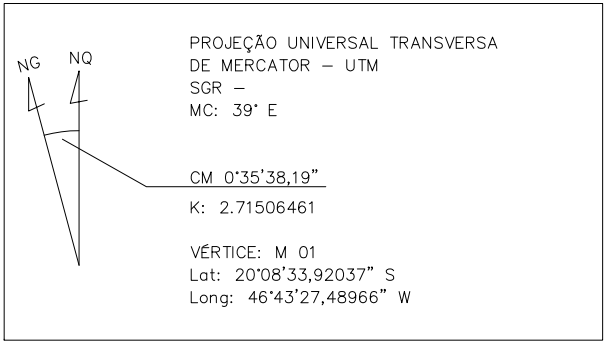 NG NQ
PROJEÇÃO UNIVERSAL TRANSVERSA
DE MERCATOR – UTM
SGR –
MC: 39° E
CM 0°35'38,19"
K: 2.71506461
VÉRTICE: M 01
Lat: 20°08'33,92037" S
Long: 46°43'27,48966" W